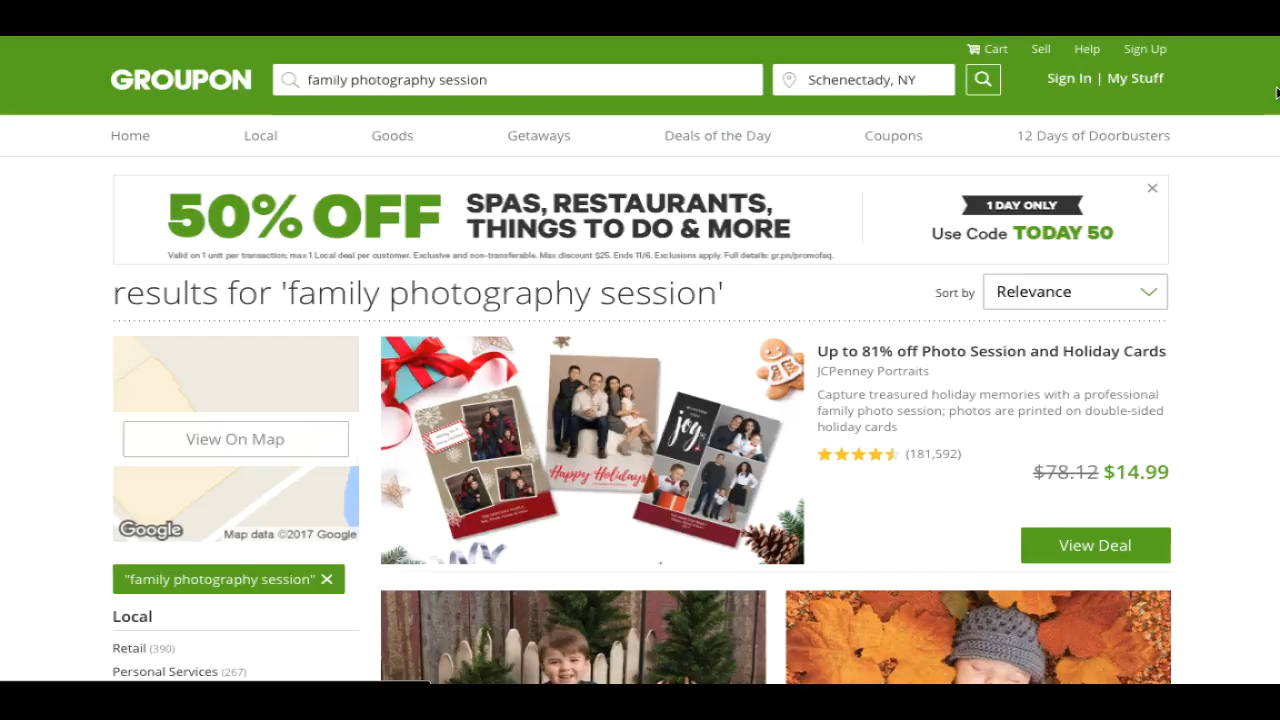 Cart Sell Help Sign Up
GROUPON family photography session Schenectady, NY Sign In | My Stuff
Home Local Goods Getaways Deals of the Day Coupons 12 Days of Doorbusters
50% OFF
SPAS, RESTAURANTS,
THINGS TO DO & MORE
Valid on 1 unit per transaction; max 1 Local deal per customer. Exclusive and non-transferable. Max discount $25. Ends 11/6. Exclusions apply. Full details: gr.pn/promofaq.
1 DAY ONLY
Use Code TODAY 50
results for 'family photography session'
Sort by Relevance
View On Map
Google Map data ©2017 Google
"family photography session" ✕
Local
Retail (390)
Personal Services (267)
Happy Holidays
joy
Up to 81% off Photo Session and Holiday Cards
JCPenney Portraits
Capture treasured holiday memories with a professional
family photo session; photos are printed on double-sided
holiday cards
(181,592)
$78.12 $14.99
View Deal